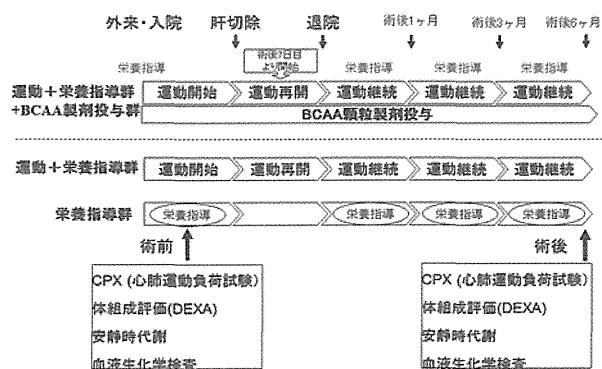 外来・入院 肝切除 退院 術後1ヶ月 術後3ヶ月 術後6ヶ月
術後7日目
より開始
栄養指導 栄養指導 栄養指導 栄養指導
運動+栄養指導群
+BCAA製剤投与群
運動開始 運動再開 運動継続 運動継続 運動継続
BCAA顆粒製剤投与
運動+栄養指導群 運動開始 運動再開 運動継続 運動継続 運動継続
栄養指導群 栄養指導 栄養指導 栄養指導 栄養指導
術前 術後
CPX (心肺運動負荷試験)
体組成評価(DEXA)
安静時代謝
血液生化学検査
CPX (心肺運動負荷試験)
体組成評価(DEXA)
安静時代謝
血液生化学検査